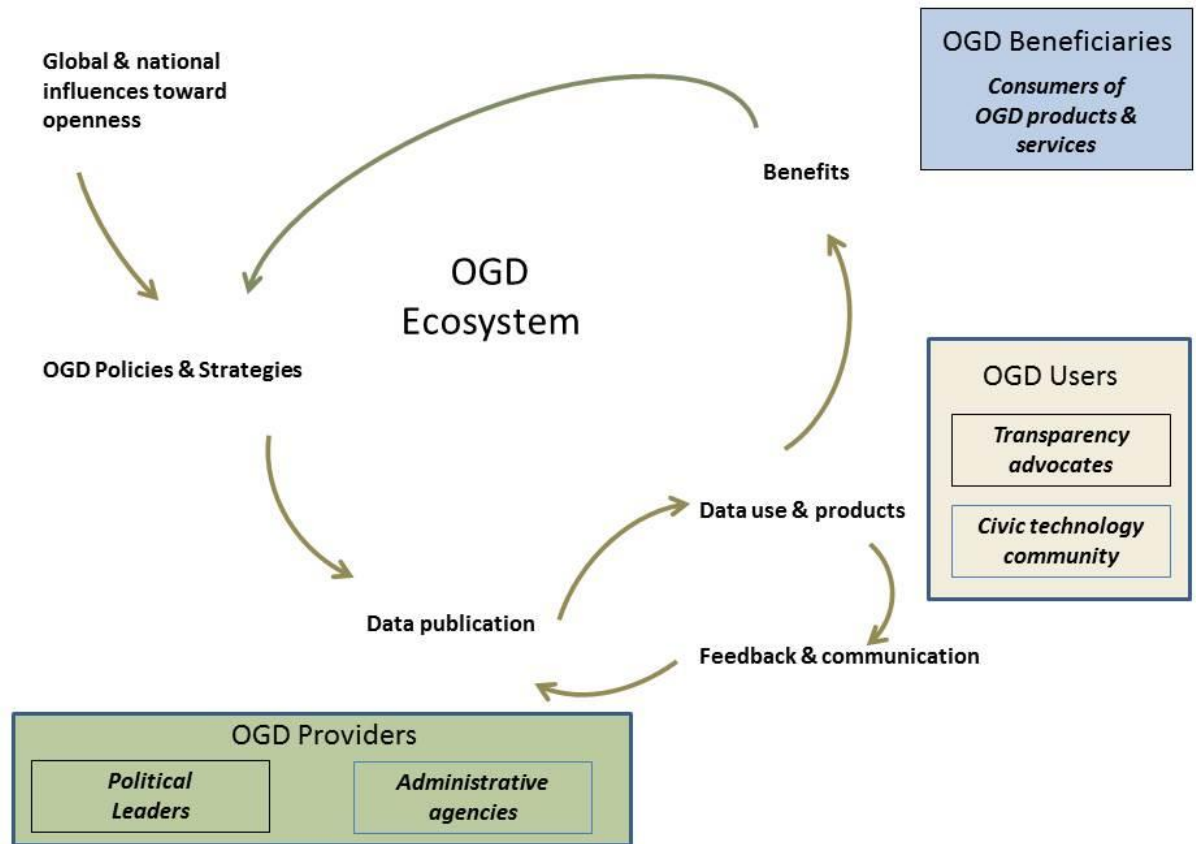 Global & national
influences toward
openness
OGD Beneficiaries
Consumers of
OGD products &
services
Benefits
OGD
Ecosystem
OGD Policies & Strategies
OGD Users
Transparency
advocates
Civic technology
community
Data use & products
Data publication
Feedback & communication
OGD Providers
Political
Leaders
Administrative
agencies